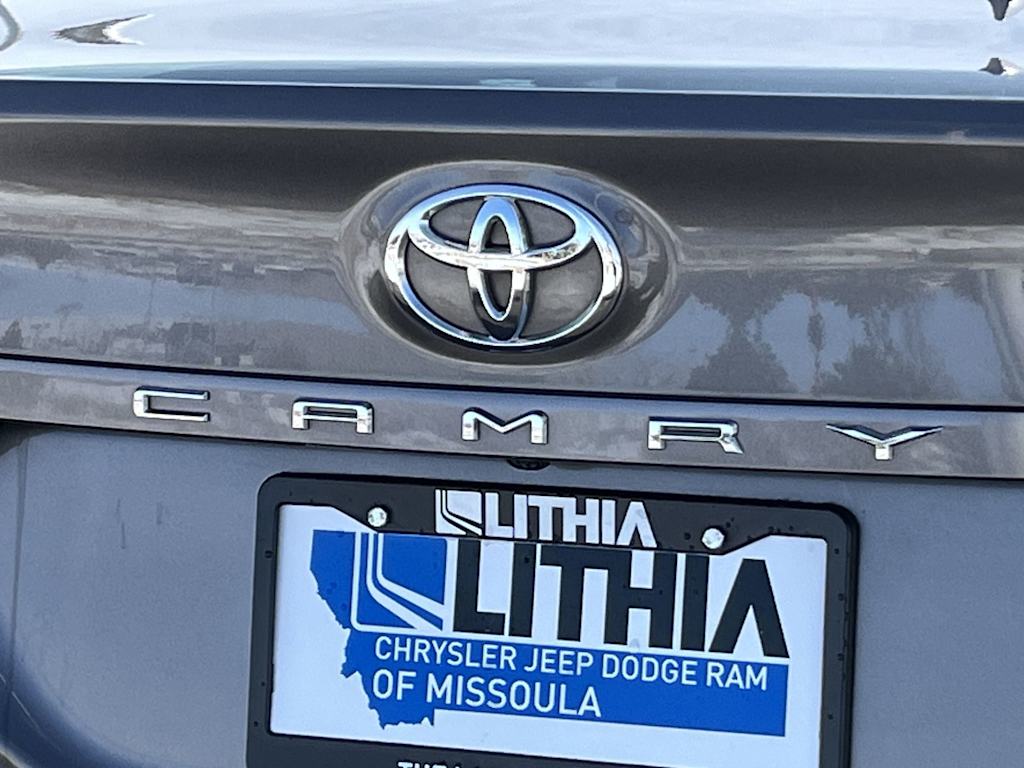 CAMRY
LITHIA
LITHIA
CHRYSLER JEEP DODGE RAM
OF MISSOULA